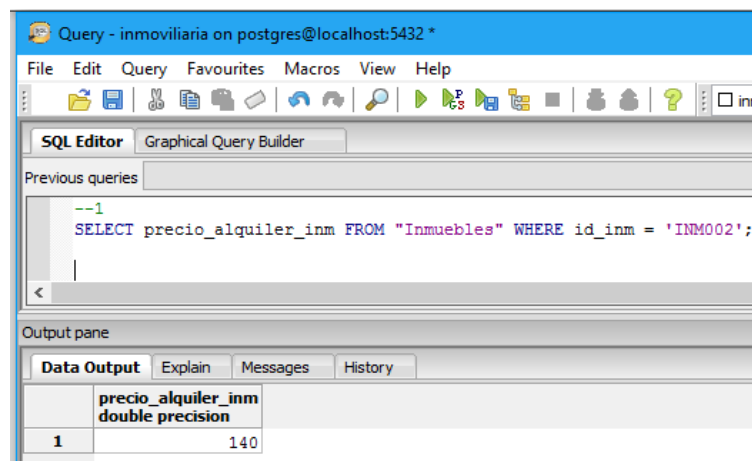 Query - inmoviliaria on postgres@localhost:5432 *
File Edit Query Favourites Macros View Help
SQL Editor Graphical Query Builder
Previous queries
--1
SELECT precio_alquiler_inm FROM "Inmuebles" WHERE id_inm = 'INM002';
Output pane
Data Output Explain Messages History
precio_alquiler_inm
double precision
1 140